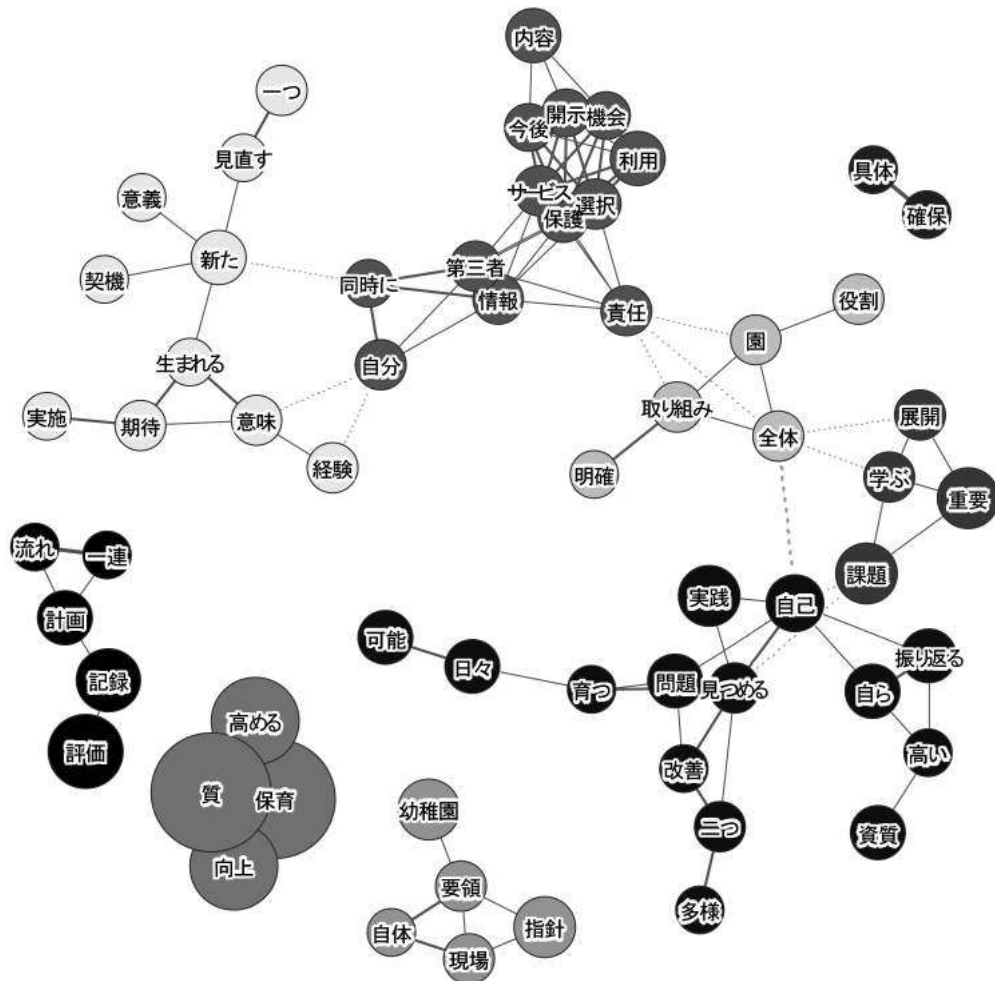 内容
一つ
開示
機会
今後
見直す
利用
具体
意義
サービス
選択
確保
保護
新た
第三者
契機
同時に
情報
役割
責任
園
生まれる
自分
取り組み
実施
期待
意味
全体
展開
経験
明確
学ぶ
重要
流れ
一連
課題
実践
自己
計画
可能
日々
振り返る
記録
育つ
問題
見つめる
自ら
高める
評価
改善
高い
質
保育
幼稚園
二つ
資質
向上
要領
多様
自体
指針
現場